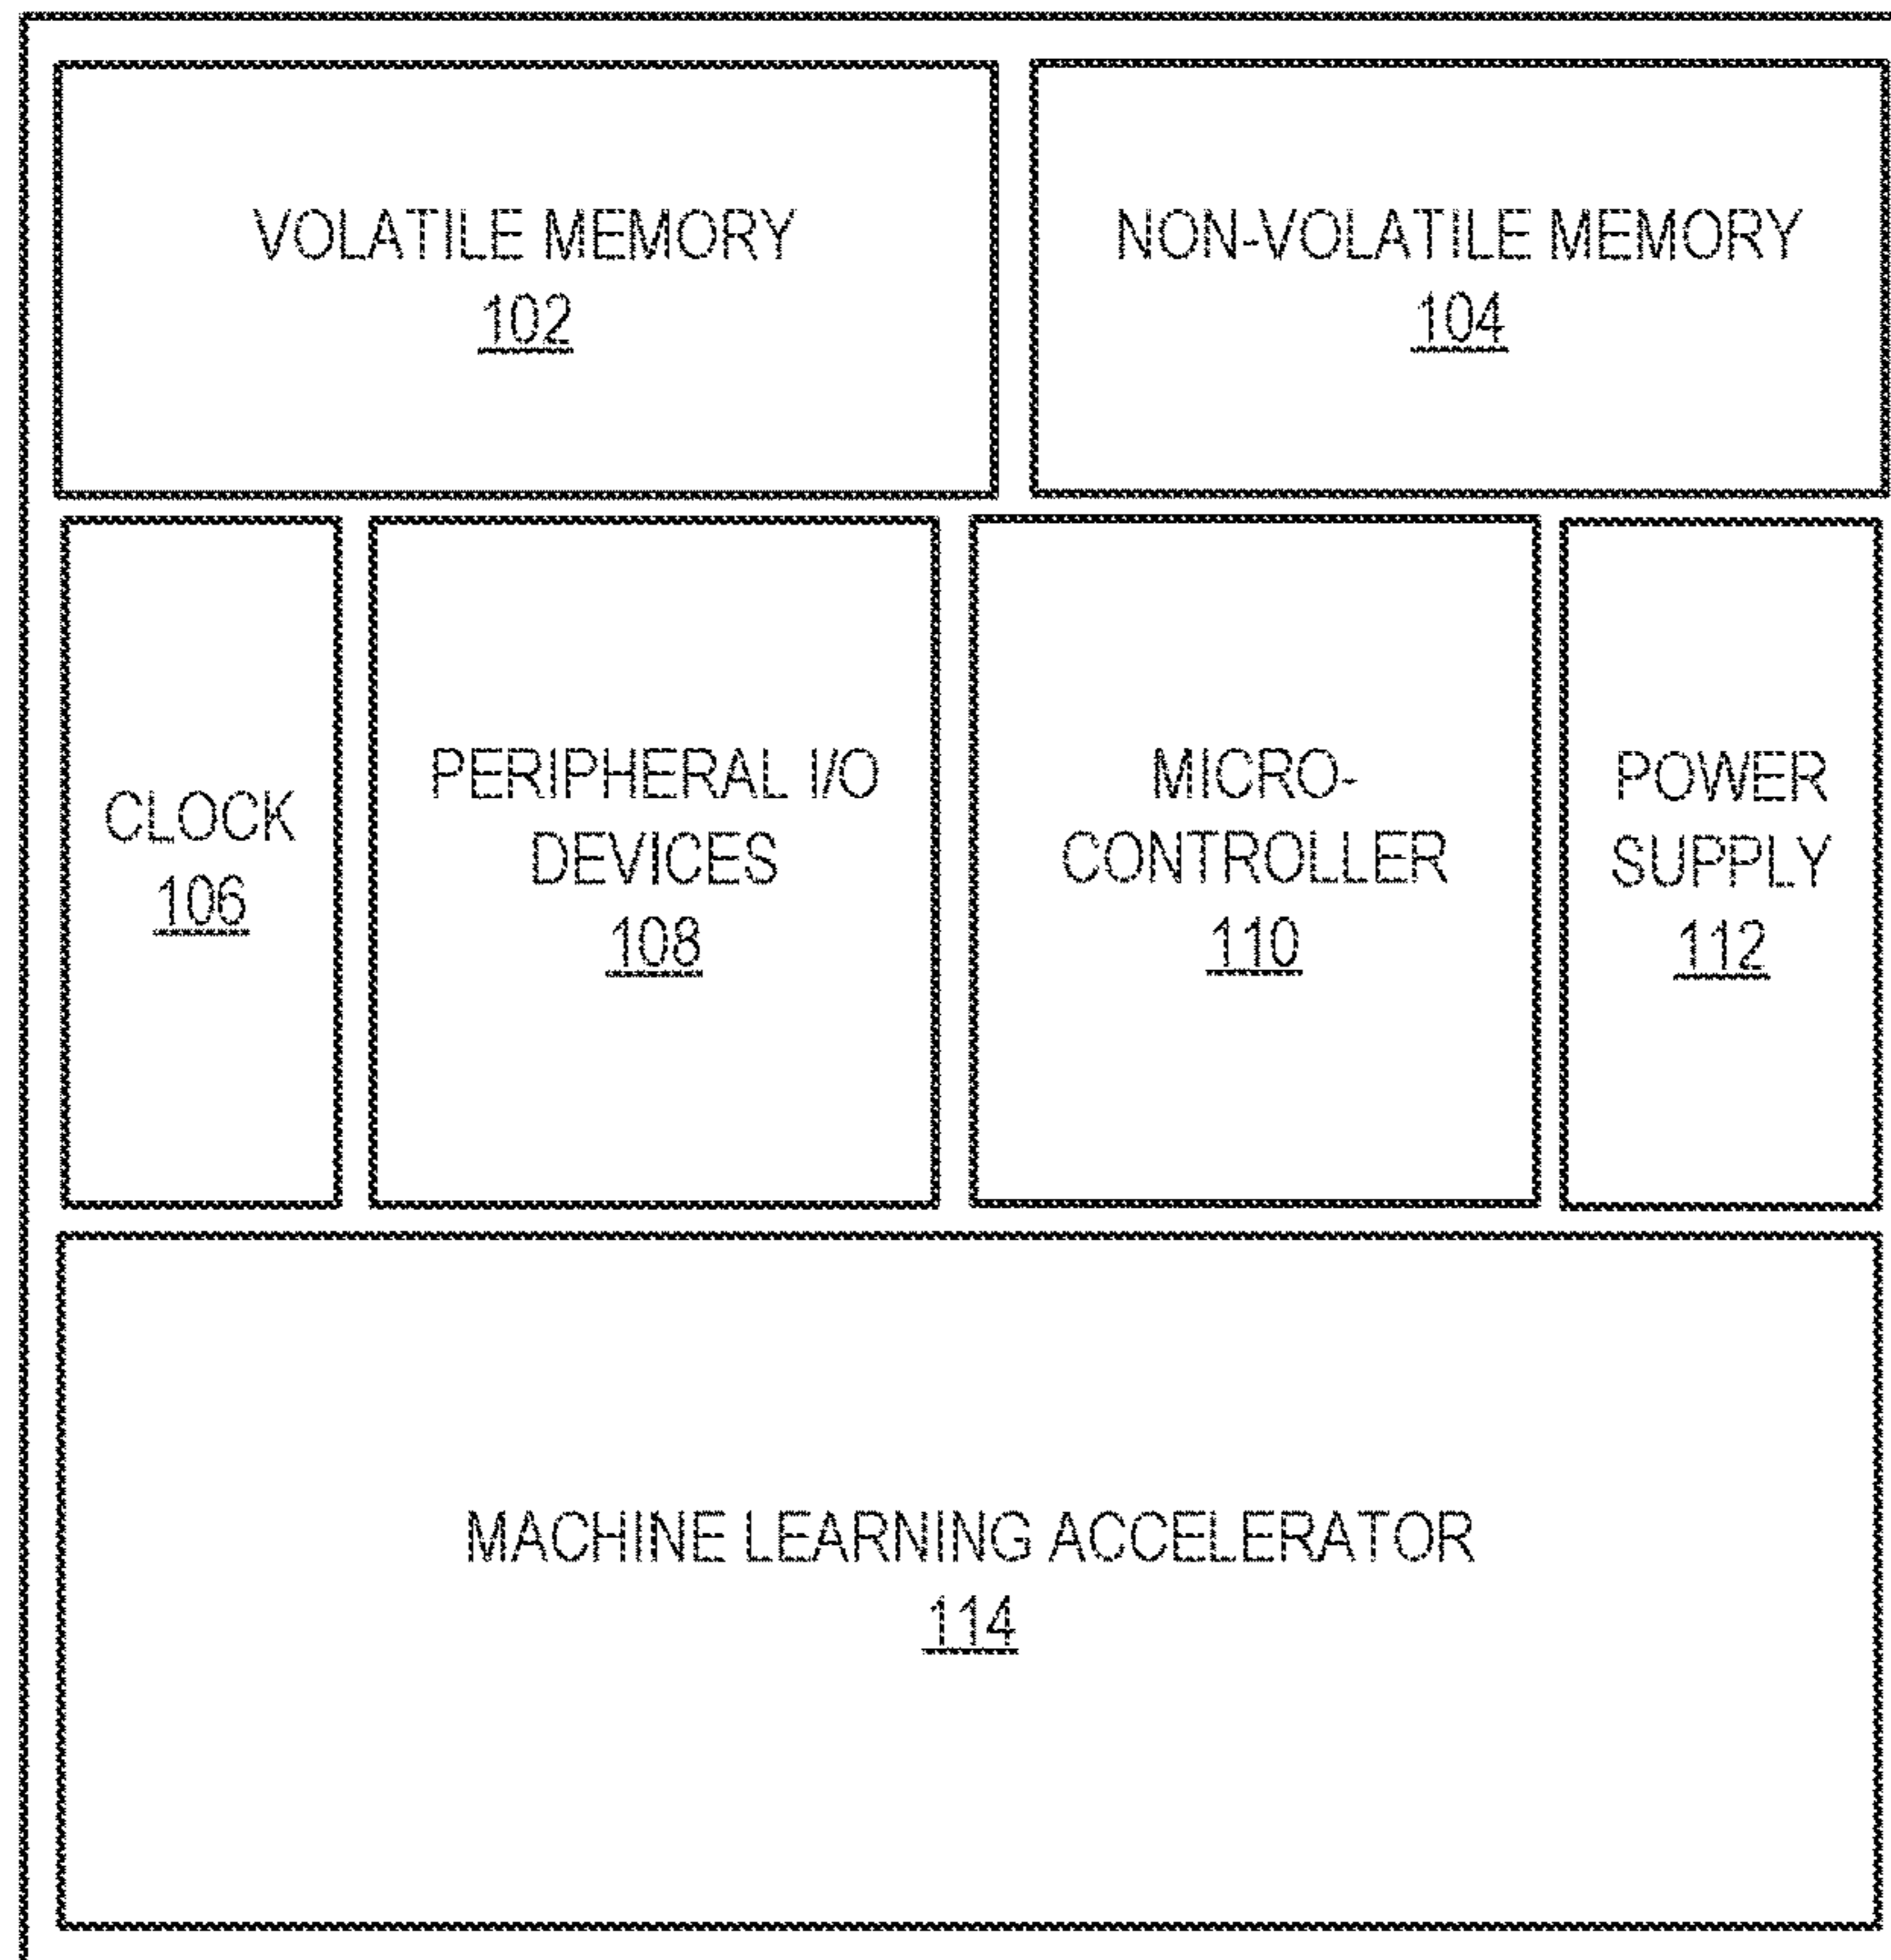 VOLATILE MEMORY
102
NON-VOLATILE MEMORY
104
CLOCK
106
PERIPHERAL I/O
DEVICES
108
MICRO-
CONTROLLER
110
POWER
SUPPLY
112
MACHINE LEARNING ACCELERATOR
114